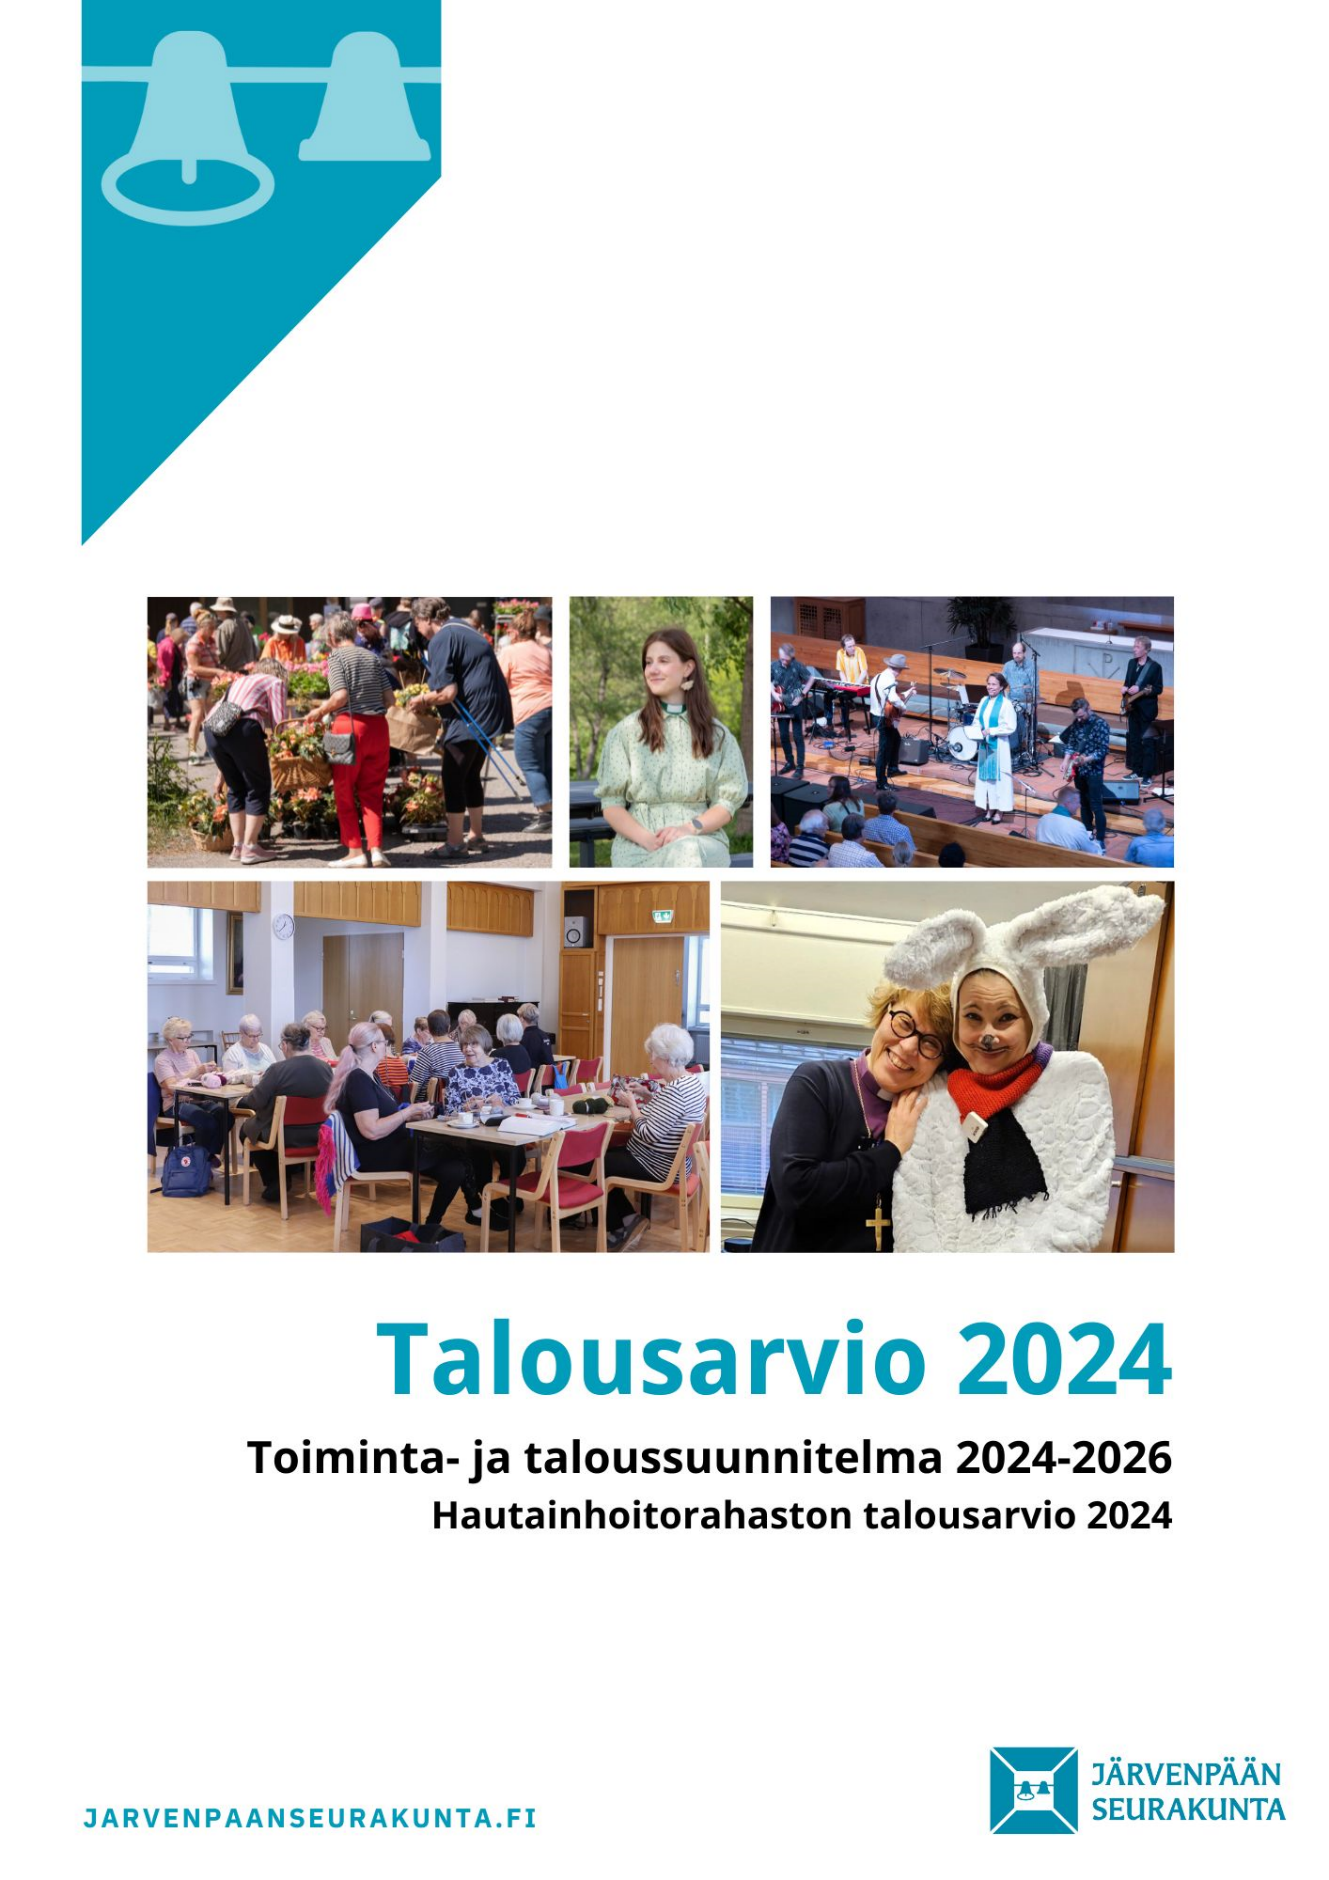 Talousarvio 2024
Toiminta- ja taloussuunnitelma 2024-2026
Hautainhoitorahaston talousarvio 2024
JÄRVENPÄÄN
SEURAKUNTA
JARVENPAANSEURAKUNTA.FI